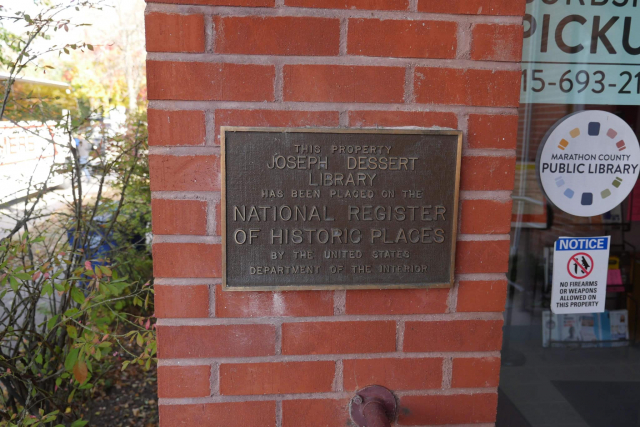 THIS PROPERTY
JOSEPH DESSERT
LIBRARY
HAS BEEN PLACED ON THE
NATIONAL REGISTER
OF HISTORIC PLACES
BY THE UNITED STATES
DEPARTMENT OF THE INTERIOR
PICKU
15-693-21
MARATHON COUNTY
PUBLIC LIBRARY
NOTICE
NO FIREARMS
OR WEAPONS
ALLOWED ON
THIS PROPERTY